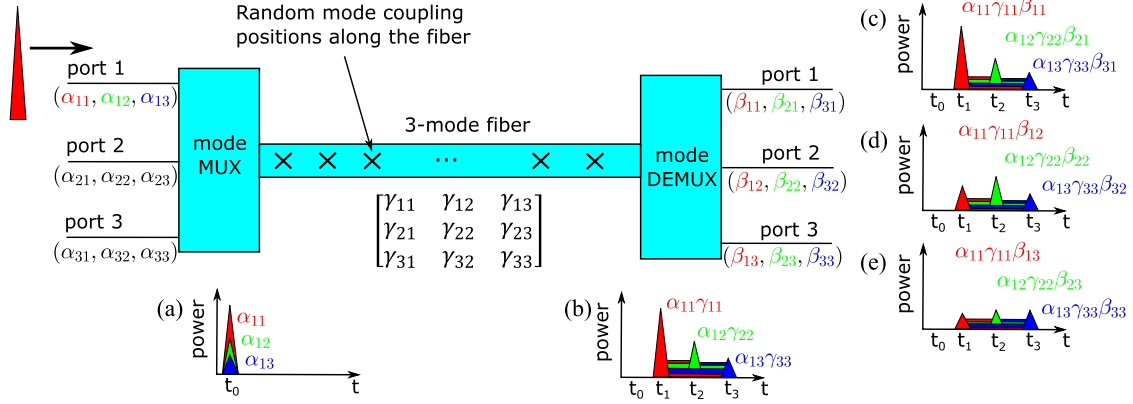 Random mode coupling
positions along the fiber
port 1
(α₁₁, α₁₂, α₁₃)
port 2
(α₂₁, α₂₂, α₂₃)
port 3
(α₃₁, α₃₂, α₃₃)
mode
MUX
3-mode fiber
...
γ₁₁ γ₁₂ γ₁₃
γ₂₁ γ₂₂ γ₂₃
γ₃₁ γ₃₂ γ₃₃
mode
DEMUX
port 1
(β₁₁, β₂₁, β₃₁)
port 2
(β₁₂, β₂₂, β₃₂)
port 3
(β₁₃, β₂₃, β₃₃)
(a)
power
α₁₁
α₁₂
α₁₃
t₀ t
(b)
power
α₁₁γ₁₁
α₁₂γ₂₂
α₁₃γ₃₃
t₀ t₁ t₂ t₃ t
(c)
power
α₁₁γ₁₁β₁₁
α₁₂γ₂₂β₂₁
α₁₃γ₃₃β₃₁
t₀ t₁ t₂ t₃ t
(d)
power
α₁₁γ₁₁β₁₂
α₁₂γ₂₂β₂₂
α₁₃γ₃₃β₃₂
t₀ t₁ t₂ t₃ t
(e)
power
α₁₁γ₁₁β₁₃
α₁₂γ₂₂β₂₃
α₁₃γ₃₃β₃₃
t₀ t₁ t₂ t₃ t